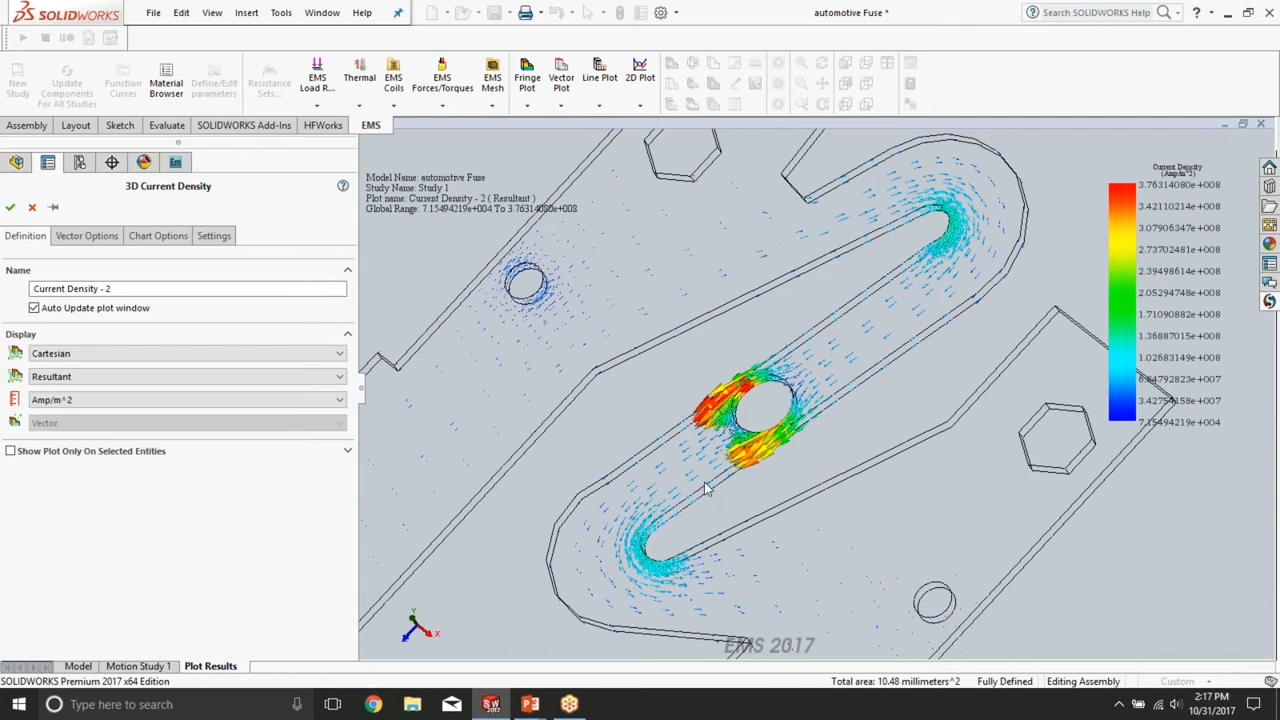 SOLIDWORKS
File Edit View Insert Tools Window Help
automotive Fuse *
Search SOLIDWORKS Help
New Study
Update Components For All Studies
Function Curves
Material Browser
Define/Edit parameters
Resistance Sets...
EMS Load R...
Thermal
EMS Coils
EMS Forces/Torques
EMS Mesh
Fringe Plot
Vector Plot
Line Plot
2D Plot
Assembly Layout Sketch Evaluate SOLIDWORKS Add-Ins HFWorks EMS
3D Current Density
Definition Vector Options Chart Options Settings
Name
Current Density - 2
Auto Update plot window
Display
Cartesian
Resultant
Amp/m^2
Vector
Show Plot Only On Selected Entities
Model Name: automotive Fuse
Study Name: Study 1
Plot name: Current Density - 2 ( Resultant )
Global Range: 7.15494219e+004 to 3.76314080e+008
Current Density
(Amp/m^2)
3.76314080e+008
3.42110214e+008
3.07906347e+008
2.73702481e+008
2.39498614e+008
2.05294748e+008
1.71090882e+008
1.36887015e+008
1.02683149e+008
6.84792823e+007
3.42754158e+007
7.15494219e+004
Y
X
EMS 2017
Model Motion Study 1 Plot Results
SOLIDWORKS Premium 2017 x64 Edition
Total area: 10.48 millimeters^2 Fully Defined Editing Assembly Custom
Type here to search
2:17 PM
10/31/2017